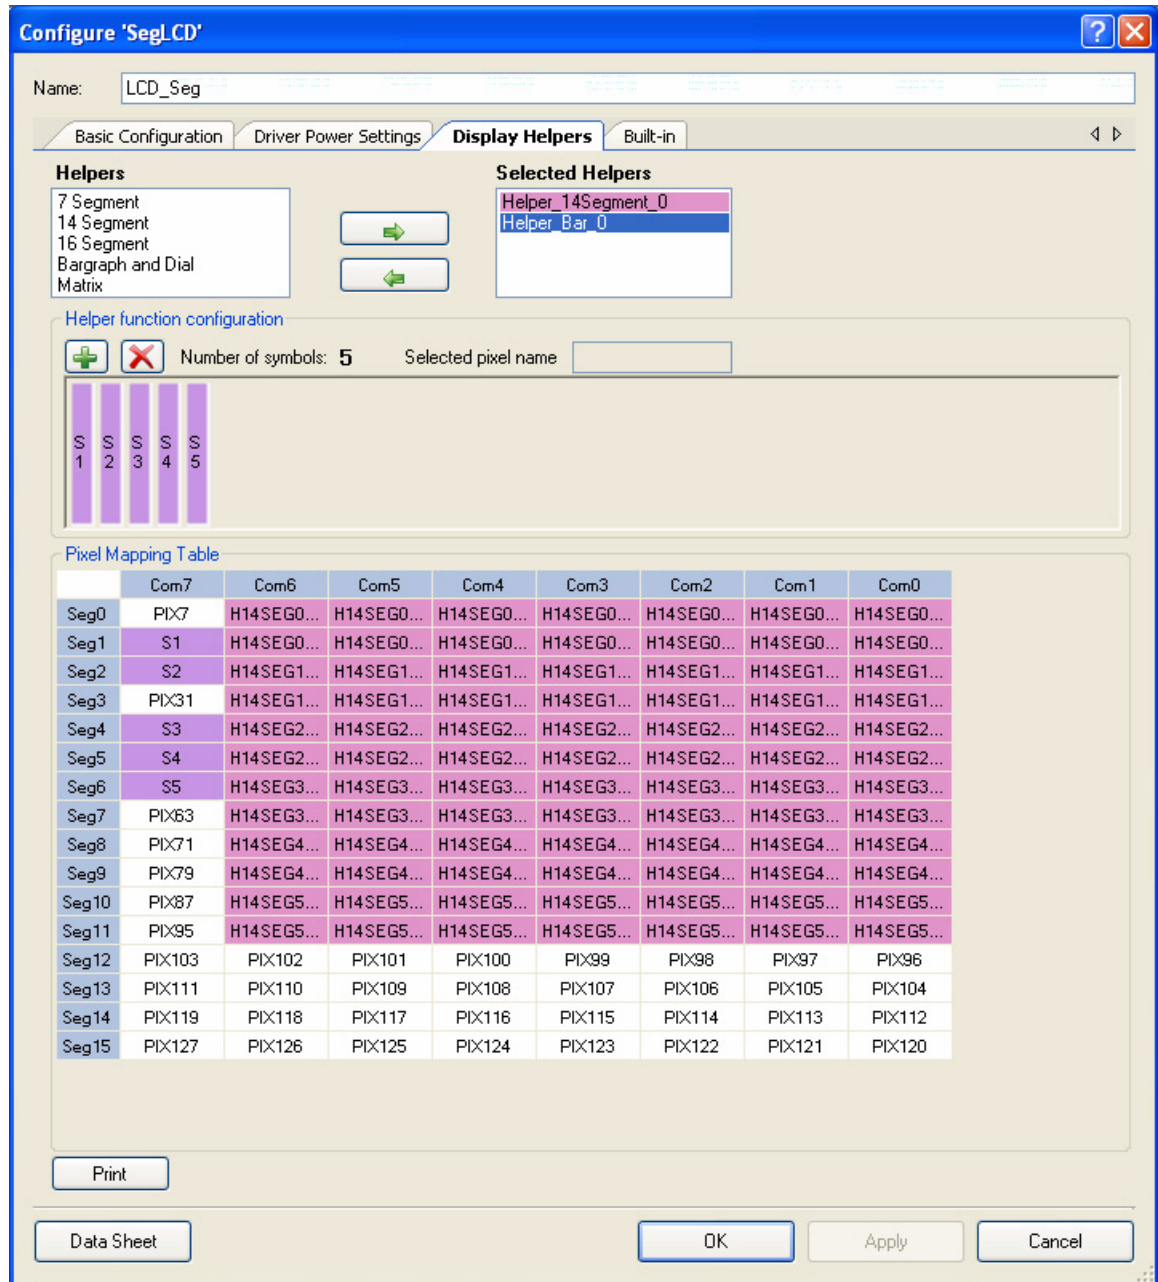 Configure 'SegLCD'
Name: LCD_Seg
Basic Configuration Driver Power Settings Display Helpers Built-in
Helpers Selected Helpers
7 Segment
14 Segment
16 Segment
Bargraph and Dial
Matrix
Helper_14Segment_0
Helper_Bar_0
Helper function configuration
Number of symbols: 5 Selected pixel name
S1 S2 S3 S4 S5
Pixel Mapping Table
Com7 Com6 Com5 Com4 Com3 Com2 Com1 Com0
Seg0 PIX7 H14SEG0... H14SEG0... H14SEG0... H14SEG0... H14SEG0... H14SEG0... H14SEG0...
Seg1 S1 H14SEG0... H14SEG0... H14SEG0... H14SEG0... H14SEG0... H14SEG0... H14SEG0...
Seg2 S2 H14SEG1... H14SEG1... H14SEG1... H14SEG1... H14SEG1... H14SEG1... H14SEG1...
Seg3 PIX31 H14SEG1... H14SEG1... H14SEG1... H14SEG1... H14SEG1... H14SEG1... H14SEG1...
Seg4 S3 H14SEG2... H14SEG2... H14SEG2... H14SEG2... H14SEG2... H14SEG2... H14SEG2...
Seg5 S4 H14SEG2... H14SEG2... H14SEG2... H14SEG2... H14SEG2... H14SEG2... H14SEG2...
Seg6 S5 H14SEG3... H14SEG3... H14SEG3... H14SEG3... H14SEG3... H14SEG3... H14SEG3...
Seg7 PIX63 H14SEG3... H14SEG3... H14SEG3... H14SEG3... H14SEG3... H14SEG3... H14SEG3...
Seg8 PIX71 H14SEG4... H14SEG4... H14SEG4... H14SEG4... H14SEG4... H14SEG4... H14SEG4...
Seg9 PIX79 H14SEG4... H14SEG4... H14SEG4... H14SEG4... H14SEG4... H14SEG4... H14SEG4...
Seg10 PIX87 H14SEG5... H14SEG5... H14SEG5... H14SEG5... H14SEG5... H14SEG5... H14SEG5...
Seg11 PIX95 H14SEG5... H14SEG5... H14SEG5... H14SEG5... H14SEG5... H14SEG5... H14SEG5...
Seg12 PIX103 PIX102 PIX101 PIX100 PIX99 PIX98 PIX97 PIX96
Seg13 PIX111 PIX110 PIX109 PIX108 PIX107 PIX106 PIX105 PIX104
Seg14 PIX119 PIX118 PIX117 PIX116 PIX115 PIX114 PIX113 PIX112
Seg15 PIX127 PIX126 PIX125 PIX124 PIX123 PIX122 PIX121 PIX120
Print
Data Sheet OK Apply Cancel